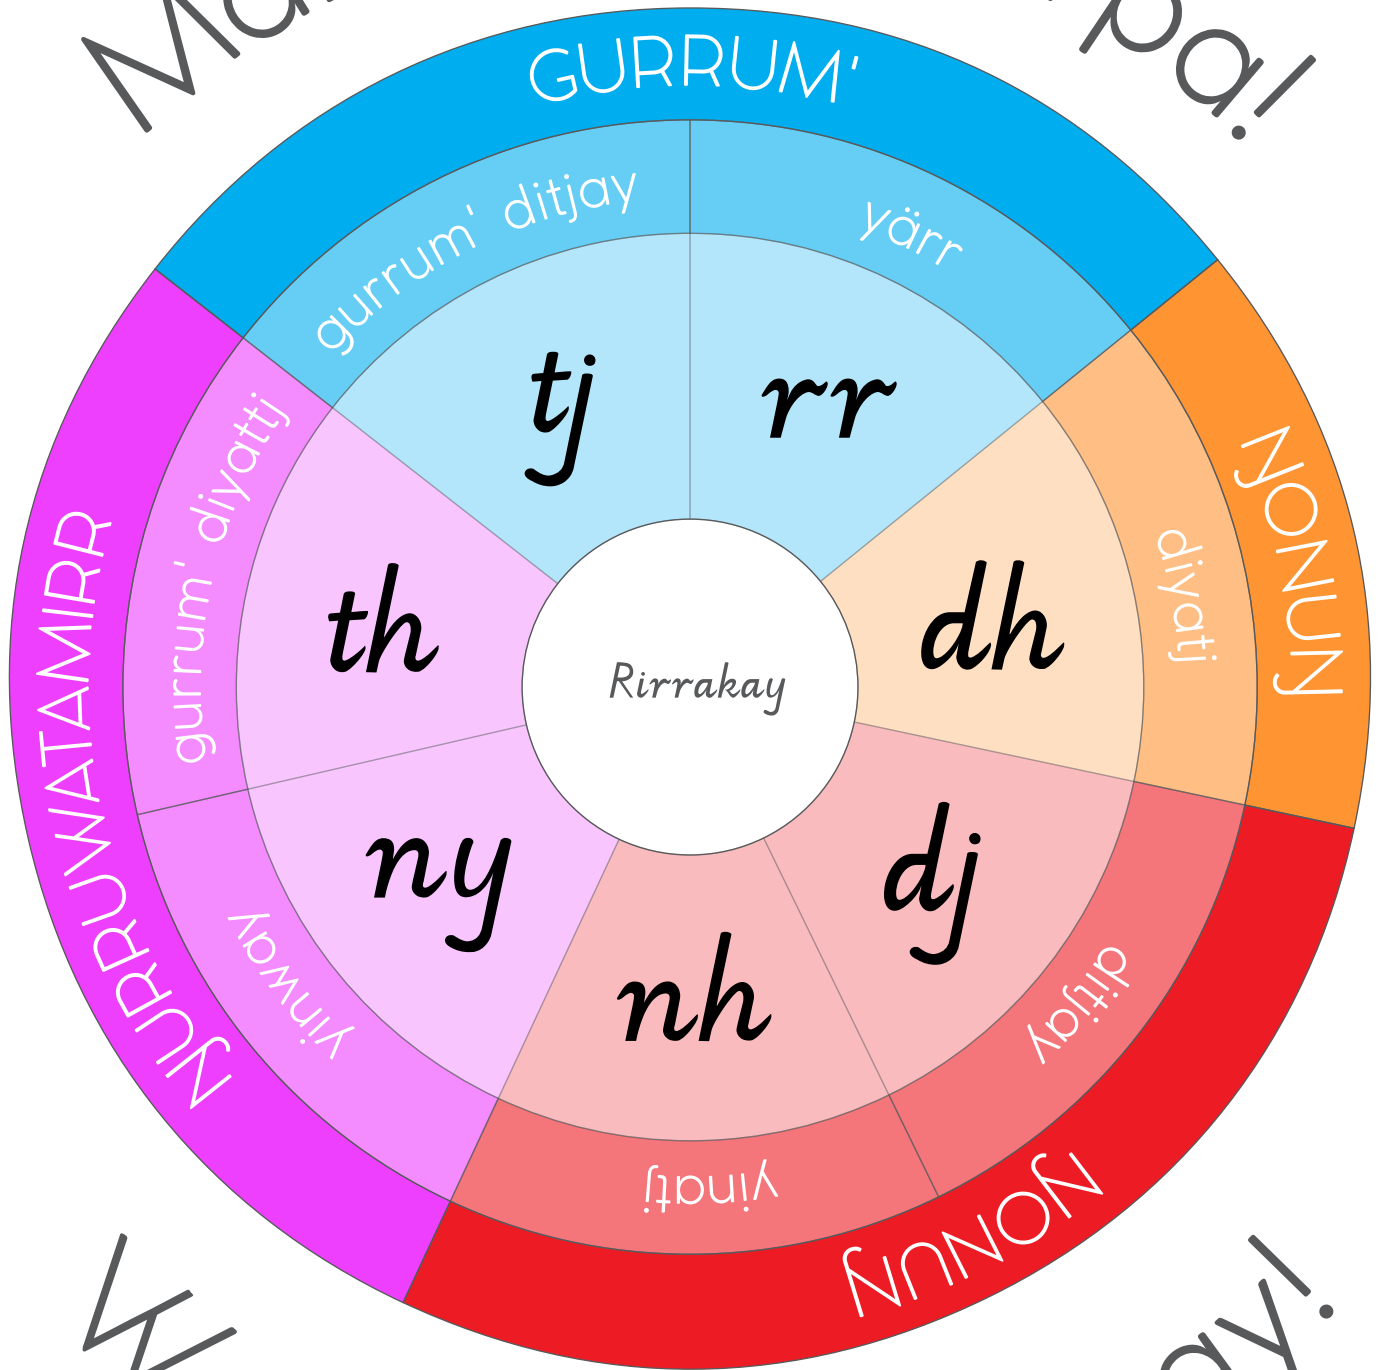 GURRUM'
gurrum' ditjay
yärr
tj
rr
ŊONUŊ
diyatj
dh
ditjay
dj
ŊONUŊ
yinatj
nh
ŊURRUWATAMIRR
yinway
ny
gurrum' diyattj
th
Rirrakay